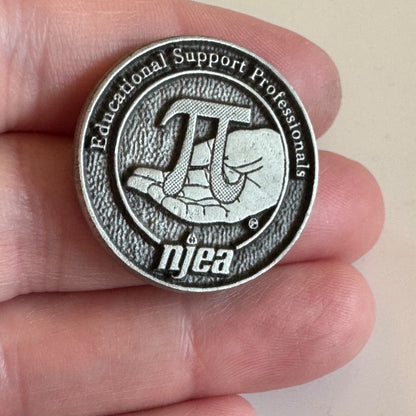 Educational Support Professionals
π
njea